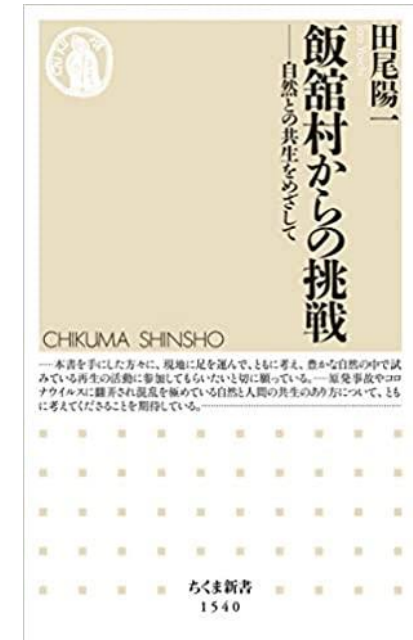 田尾陽一
Tao Yoichi
飯舘村からの挑戦
──自然との共生をめざして
CHIKUMA SHINSHO
──本書を手にした方々に、現地に足を運んで、ともに考え、豊かな自然の中で試
みている再生の活動に参加してもらいたいと切に願っている。──原発事故やコロ
ナウイルスに翻弄され混乱を極めている自然と人間の共生のあり方について、とも
に考えてくださることを期待している。
ちくま新書
1540